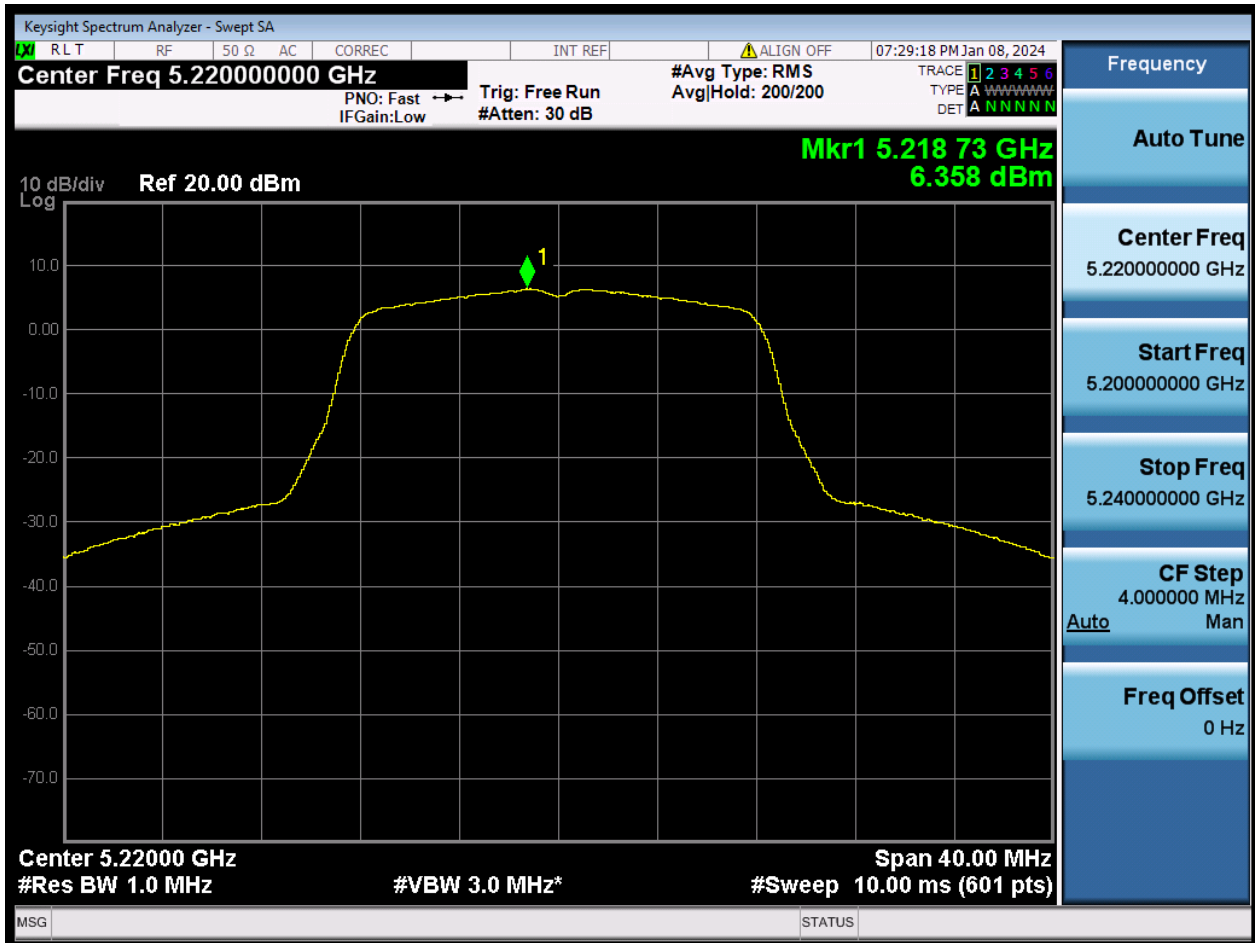 Keysight Spectrum Analyzer - Swept SA
LXI RLT RF 50 Ω AC CORREC INT REF ALIGN OFF 07:29:18 PM Jan 08, 2024
Center Freq 5.220000000 GHz
PNO: Fast
IFGain:Low
Trig: Free Run
#Atten: 30 dB
#Avg Type: RMS
Avg|Hold: 200/200
TRACE 1 2 3 4 5 6
TYPE A WWWWW
DET A N N N N N
Mkr1 5.218 73 GHz
6.358 dBm
10 dB/div Ref 20.00 dBm
Log
1
10.0
0.00
-10.0
-20.0
-30.0
-40.0
-50.0
-60.0
-70.0
Center 5.22000 GHz Span 40.00 MHz
#Res BW 1.0 MHz #VBW 3.0 MHz* #Sweep 10.00 ms (601 pts)
MSG STATUS
Frequency
Auto Tune
Center Freq
5.220000000 GHz
Start Freq
5.200000000 GHz
Stop Freq
5.240000000 GHz
CF Step
4.000000 MHz
Auto Man
Freq Offset
0 Hz